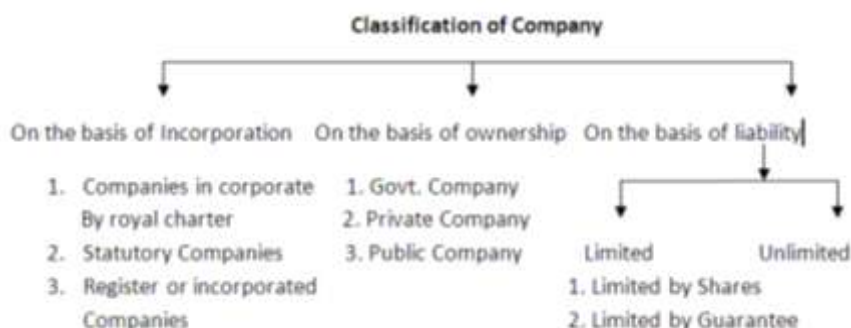 Classification of Company
On the basis of Incorporation
1. Companies in corporate
By royal charter
2. Statutory Companies
3. Register or incorporated
Companies
On the basis of ownership
1. Govt. Company
2. Private Company
3. Public Company
On the basis of liability
Limited
1. Limited by Shares
2. Limited by Guarantee
Unlimited